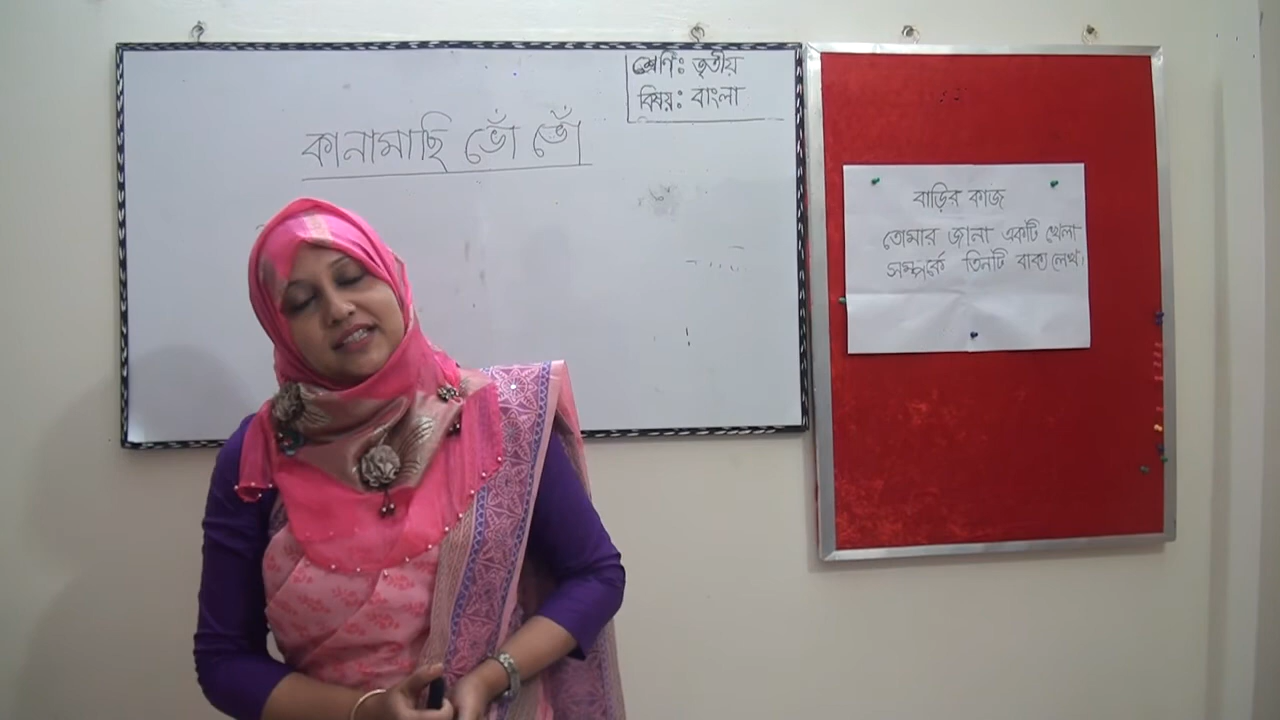 শ্রেণি: তৃতীয়
বিষয়: বাংলা
কানামাছি ভোঁ ভোঁ
বাড়ির কাজ
তোমার জানা একটি খেলা
সম্পর্কে তিনটি বাক্য লেখ।